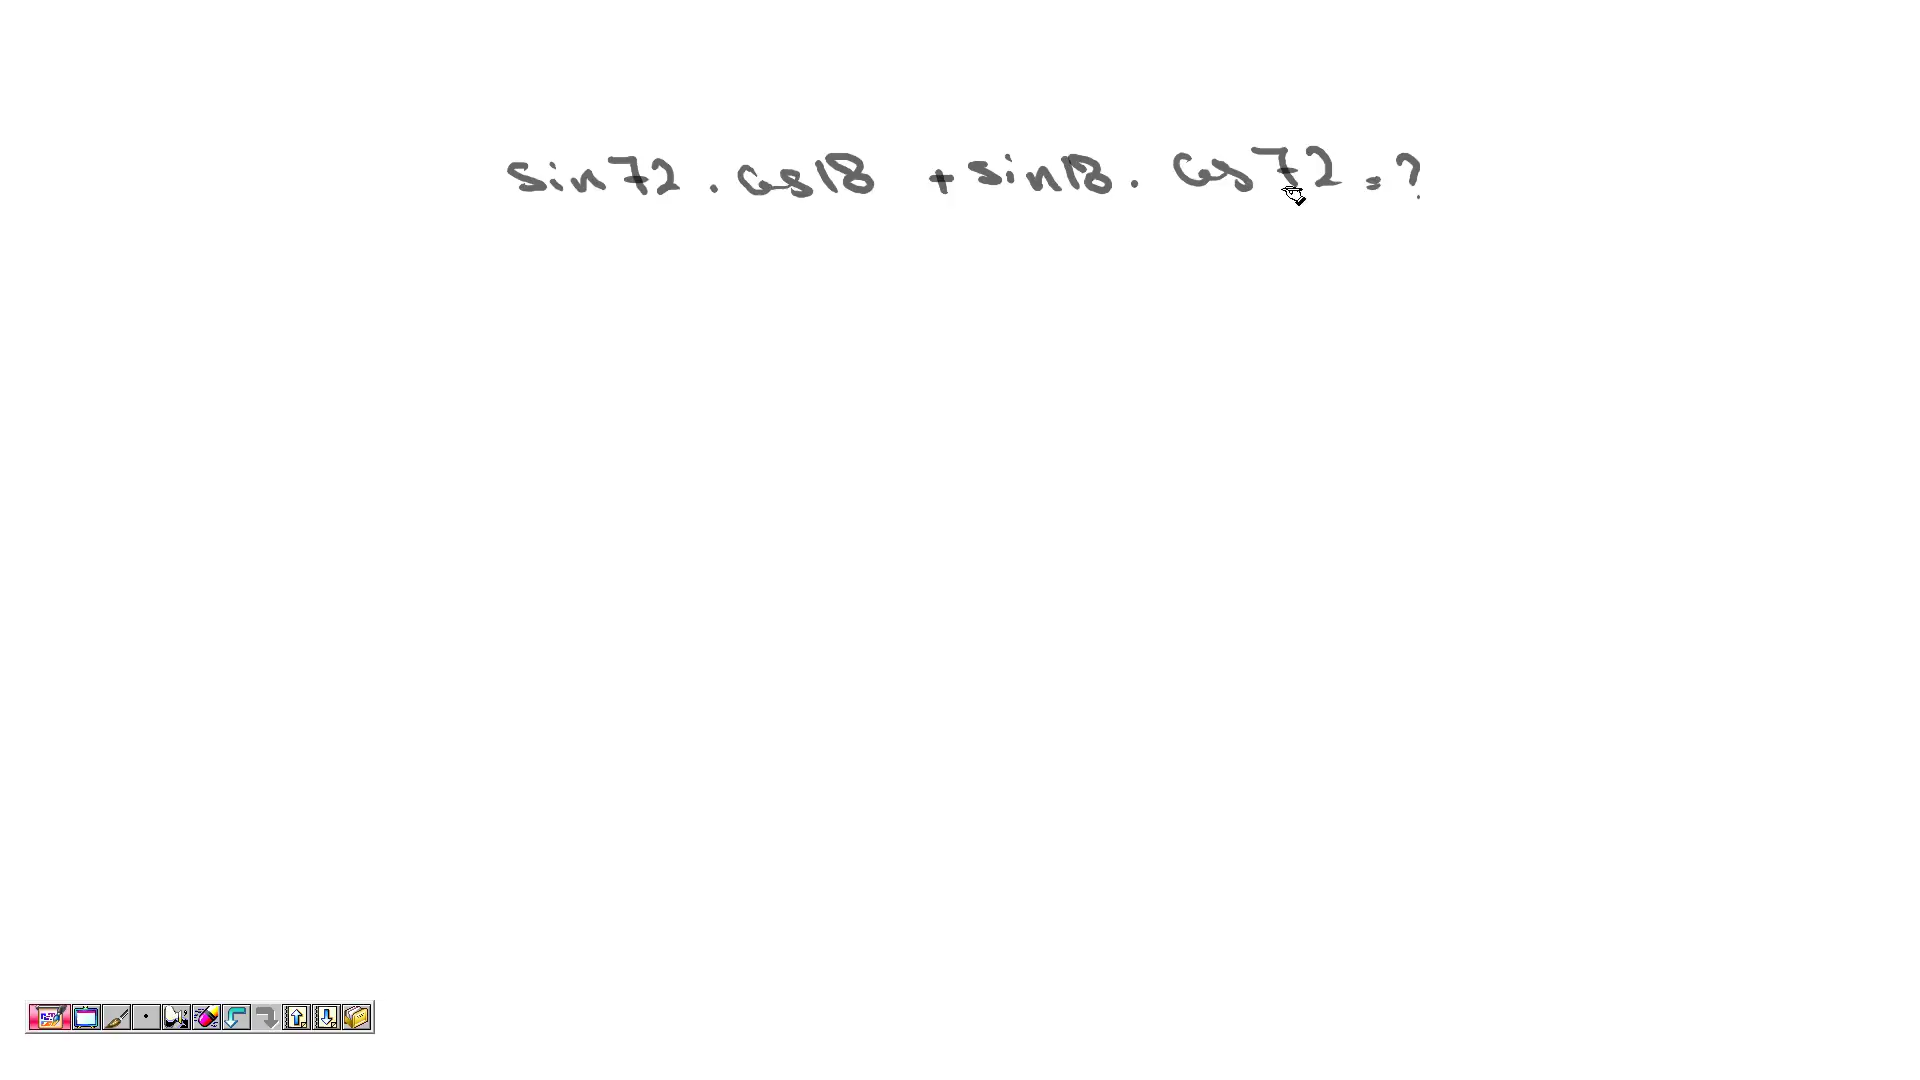 sin72 . cos18 + sin18 . cos72 = ?